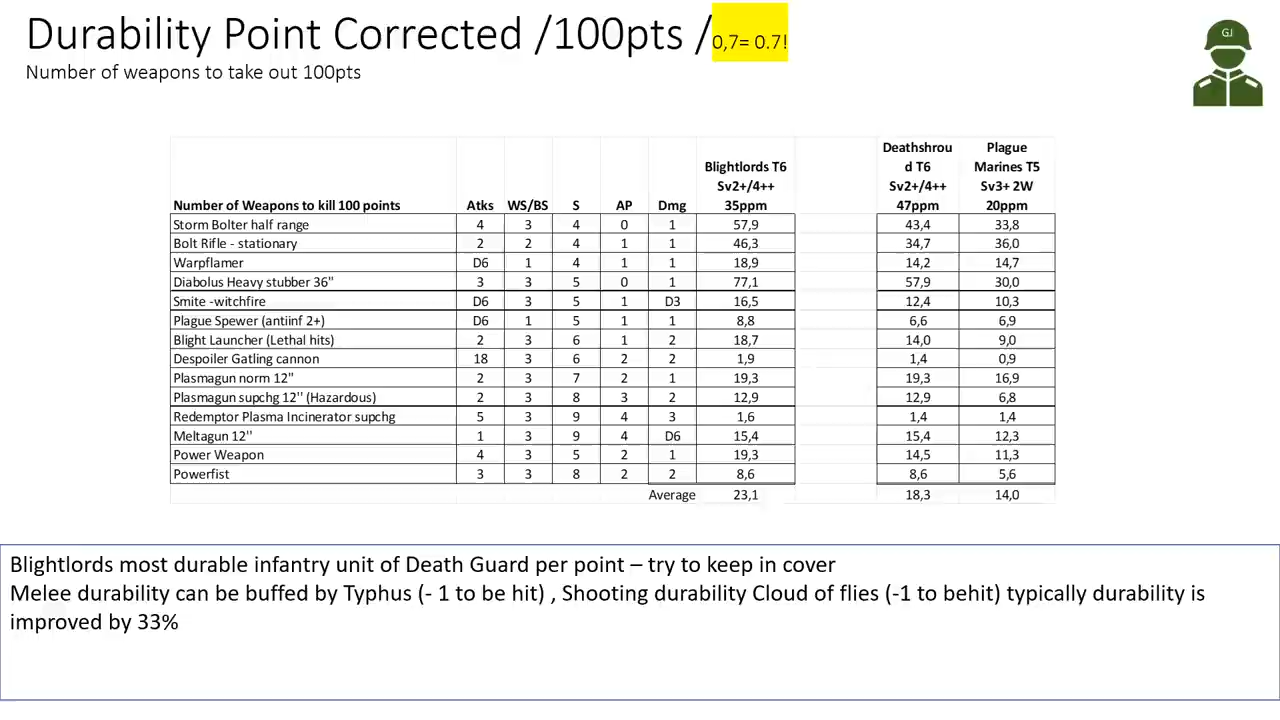 Durability Point Corrected /100pts /0,7= 0.7!
Number of weapons to take out 100pts
GJ
Number of Weapons to kill 100 points Atks WS/BS S AP Dmg Blightlords T6 Sv2+/4++ 35ppm Deathshrou d T6 Sv2+/4++ 47ppm Plague Marines T5 Sv3+ 2W 20ppm
Storm Bolter half range 4 3 4 0 1 57,9 43,4 33,8
Bolt Rifle - stationary 2 2 4 1 1 46,3 34,7 36,0
Warpflamer D6 1 4 1 1 18,9 14,2 14,7
Diabolus Heavy stubber 36" 3 3 5 0 1 77,1 57,9 30,0
Smite -witchfire D6 3 5 1 D3 16,5 12,4 10,3
Plague Spewer (antiinf 2+) D6 1 5 1 1 8,8 6,6 6,9
Blight Launcher (Lethal hits) 2 3 6 1 2 18,7 14,0 9,0
Despoiler Gatling cannon 18 3 6 2 2 1,9 1,4 0,9
Plasmagun norm 12" 2 3 7 2 1 19,3 19,3 16,9
Plasmagun supchg 12" (Hazardous) 2 3 8 3 2 12,9 12,9 6,8
Redemptor Plasma Incinerator supchg 5 3 9 4 3 1,6 1,4 1,4
Meltagun 12" 1 3 9 4 D6 15,4 15,4 12,3
Power Weapon 4 3 5 2 1 19,3 14,5 11,3
Powerfist 3 3 8 2 2 8,6 8,6 5,6
Average 23,1 18,3 14,0
Blightlords most durable infantry unit of Death Guard per point – try to keep in cover
Melee durability can be buffed by Typhus (- 1 to be hit) , Shooting durability Cloud of flies (-1 to behit) typically durability is
improved by 33%